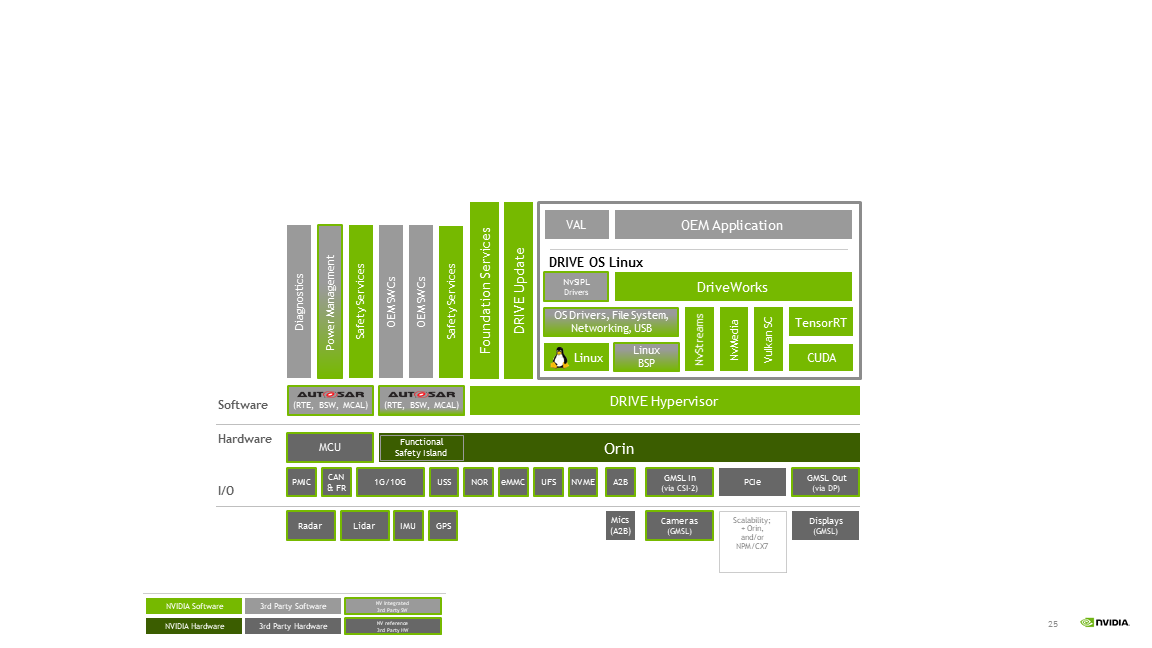 Diagnostics
Power Management
Safety Services
OEM SWCs
OEM SWCs
Safety Services
Foundation Services
DRIVE Update
VAL
OEM Application
DRIVE OS Linux
NvSIPL
Drivers
DriveWorks
OS Drivers, File System,
Networking, USB
NvStreams
NvMedia
Vulkan SC
TensorRT
Linux
Linux
BSP
CUDA
Software
AUTOSAR
(RTE, BSW, MCAL)
AUTOSAR
(RTE, BSW, MCAL)
DRIVE Hypervisor
Hardware
MCU
Functional
Safety Island
Orin
I/O
PMIC
CAN
& FR
1G/10G
USS
NOR
eMMC
UFS
NVME
A2B
GMSL In
(via CSI-2)
PCIe
GMSL Out
(via DP)
Radar
Lidar
IMU
GPS
Mics
(A2B)
Cameras
(GMSL)
Scalability;
+ Orin,
and/or
NPM/CX7
Displays
(GMSL)
NVIDIA Software
3rd Party Software
NV Integrated
3rd Party SW
NVIDIA Hardware
3rd Party Hardware
NV reference
3rd Party HW
25
NVIDIA.